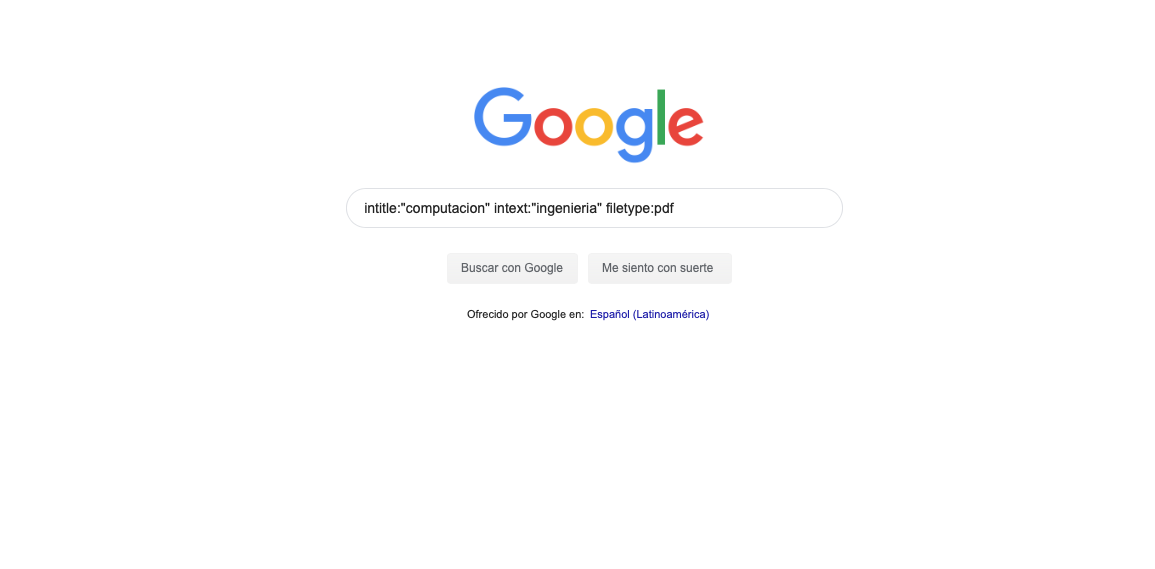 Google
intitle:"computacion" intext:"ingenieria" filetype:pdf
Buscar con Google
Me siento con suerte
Ofrecido por Google en: Español (Latinoamérica)